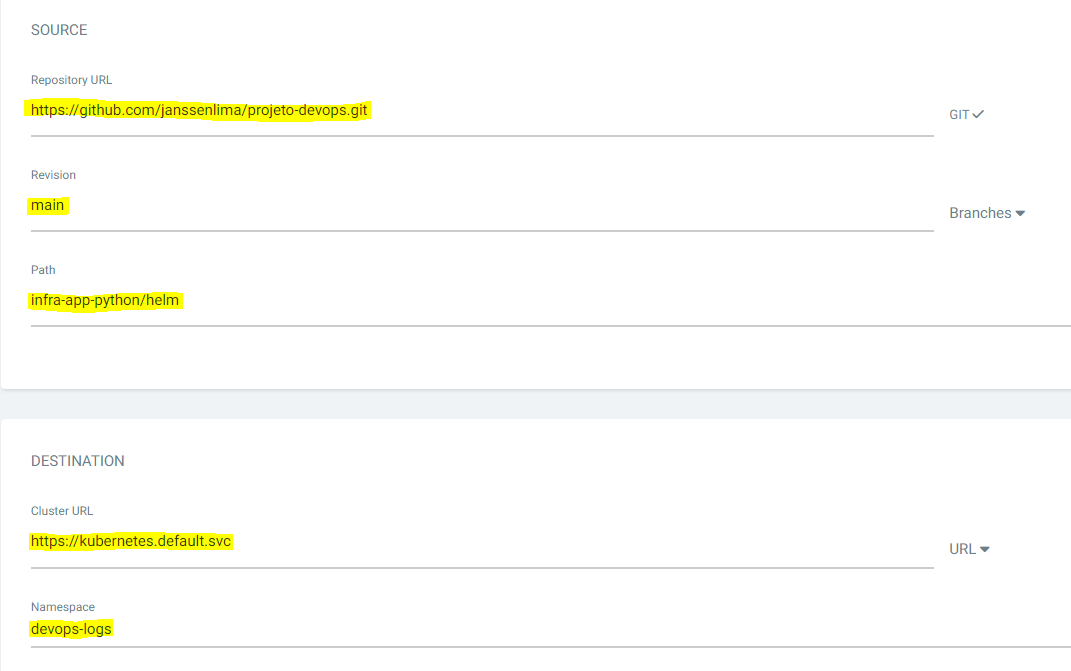 SOURCE
Repository URL
https://github.com/janssenlima/projeto-devops.git
GIT
Revision
main
Branches
Path
infra-app-python/helm
DESTINATION
Cluster URL
https://kubernetes.default.svc
URL
Namespace
devops-logs